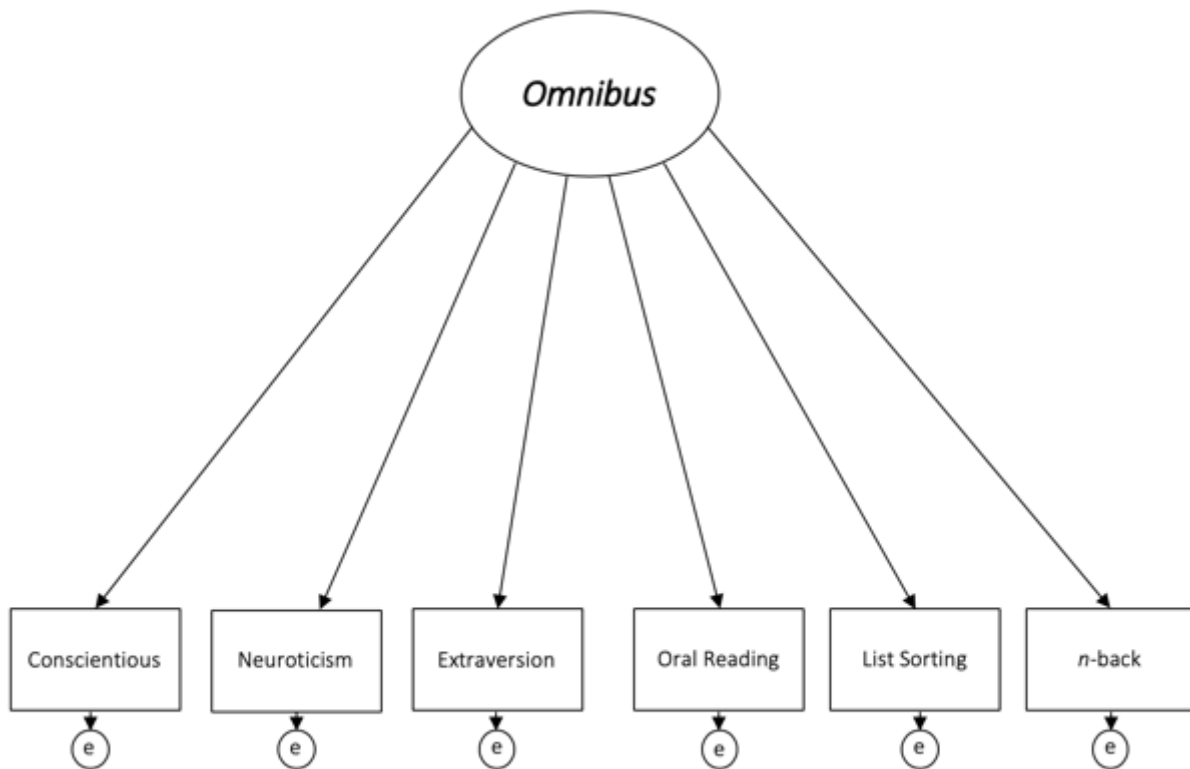 Omnibus
Conscientious
Neuroticism
Extraversion
Oral Reading
List Sorting
n-back
e
e
e
e
e
e